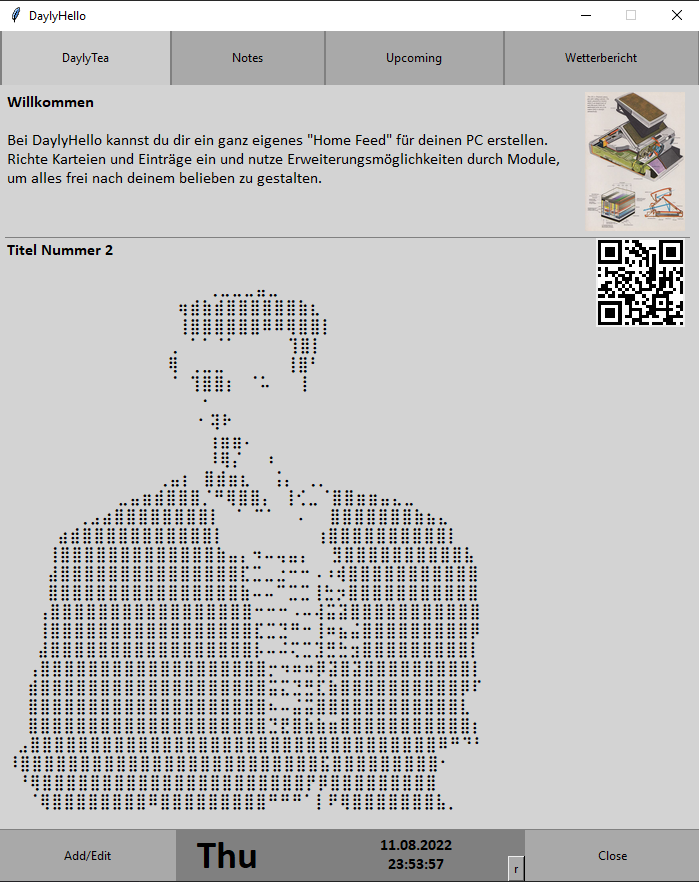 DaylyHello
DaylyTea
Notes
Upcoming
Wetterbericht
Willkommen
Bei DaylyHello kannst du dir ein ganz eigenes "Home Feed" für deinen PC erstellen.
Richte Karteien und Einträge ein und nutze Erweiterungsmöglichkeiten durch Module,
um alles frei nach deinem belieben zu gestalten.
Titel Nummer 2
Add/Edit
Thu
11.08.2022
23:53:57
r
Close